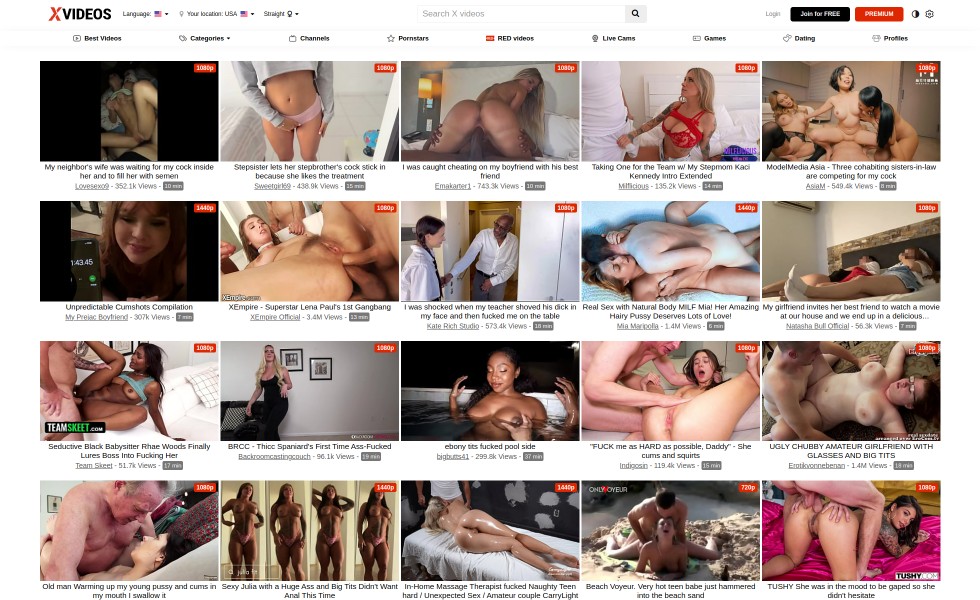 XVIDEOS
Language:
Your location: USA
Straight
Search X videos
Login
Join for FREE
PREMIUM
Best Videos
Categories
Channels
Pornstars
RED videos
Live Cams
Games
Dating
Profiles
1080p
My neighbor's wife was waiting for my cock inside
her and to fill her with semen
Lovesexo9 - 352.1k Views - 10 min
1080p
Stepsister lets her stepbrother's cock stick in
because she likes the treatment
Sweetgirl69 - 438.9k Views - 15 min
1080p
I was caught cheating on my boyfriend with his best
friend
Emakarter1 - 743.3k Views - 10 min
1080p
Taking One for the Team w/ My Stepmom Kaci
Kennedy Intro Extended
Milflicious - 135.2k Views - 14 min
1080p
ModelMedia Asia - Three cohabiting sisters-in-law
are competing for my cock
AsiaM - 549.4k Views - 8 min
1440p
1:43.45
Unpredictable Cumshots Compilation
My Prejac Boyfriend - 307k Views - 7 min
1080p
XEmpire.com
XEmpire - Superstar Lena Paul's 1st Gangbang
XEmpire Official - 3.4M Views - 13 min
1080p
I was shocked when my teacher shoved his dick in
my face and then fucked me on the table
Kate Rich Studio - 573.4k Views - 18 min
1440p
Real Sex with Natural Body MILF Mia! Her Amazing
Hairy Pussy Deserves Lots of Love!
Mia Maripolla - 1.4M Views - 6 min
1080p
My girlfriend invites her best friend to watch a movie
at our house and we end up in a delicious...
Natasha Bull Official - 56.3k Views - 7 min
1080p
TEAMSKEET.COM
Seductive Black Babysitter Rhae Woods Finally
Lures Boss Into Fucking Her
Team Skeet - 51.7k Views - 17 min
1080p
BRCC - Thicc Spaniard's First Time Ass-Fucked
Backroomcastingcouch - 96.1k Views - 19 min
ebony tits fucked pool side
bigbutts41 - 299.8k Views - 37 min
1080p
"FUCK me as HARD as possible, Daddy" - She
cums and squirts
Indigosin - 119.4k Views - 15 min
1080p
UGLY CHUBBY AMATEUR GIRLFRIEND WITH
GLASSES AND BIG TITS
Erotikvonnebenan - 1.4M Views - 18 min
1080p
Old man Warming up my young pussy and cums in
my mouth I swallow it
1440p
julia fit
Sexy Julia with a Huge Ass and Big Tits Didn't Want
Anal This Time
1440p
In-Home Massage Therapist fucked Naughty Teen
hard / Unexpected Sex / Amateur couple CarryLight
ONLYVOYEUR
720p
Beach Voyeur. Very hot teen babe just hammered
into the beach sand
1080p
TUSHY.COM
TUSHY She was in the mood to be gaped so she
didn't hesitate